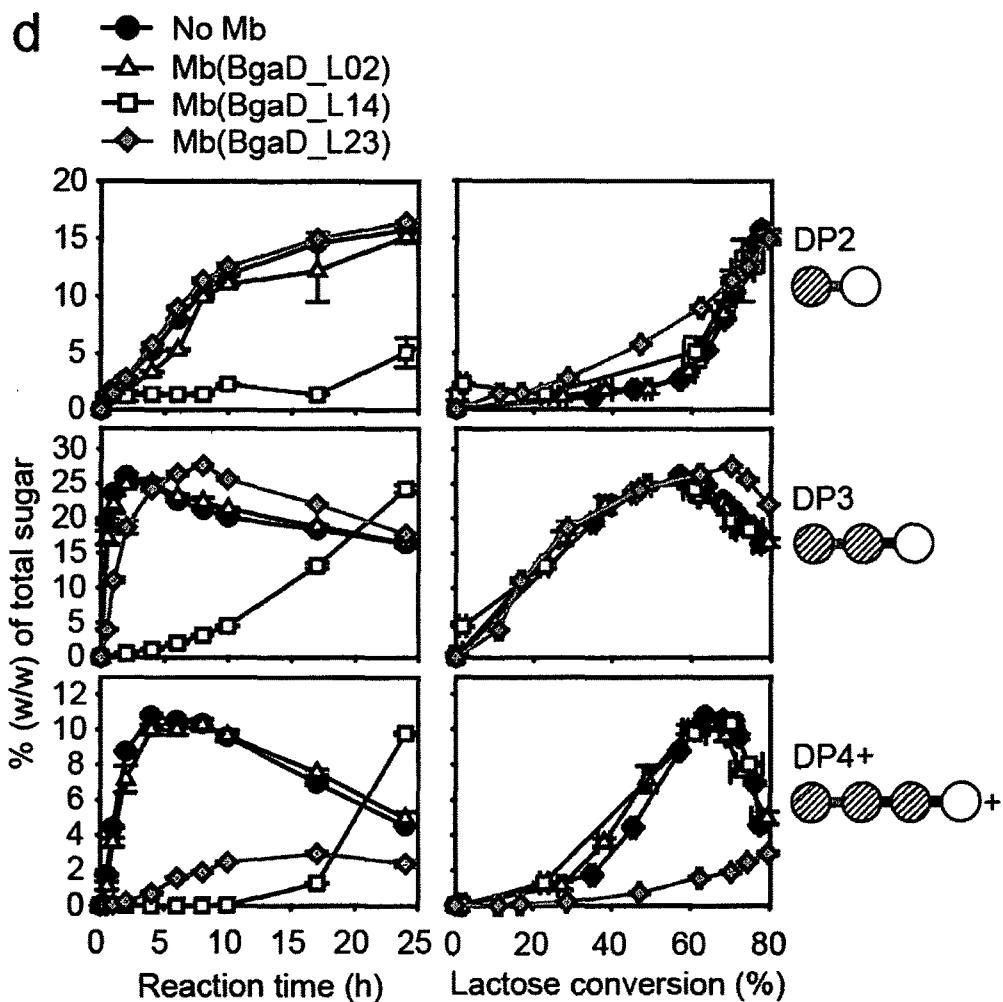 d
No Mb
Mb(BgaD_L02)
Mb(BgaD_L14)
Mb(BgaD_L23)
% (w/w) of total sugar
20
15
10
5
0
DP2
30
25
20
15
10
5
0
DP3
12
10
8
6
4
2
0
DP4+
+
0 5 10 15 20 25 0 20 40 60 80
Reaction time (h) Lactose conversion (%)